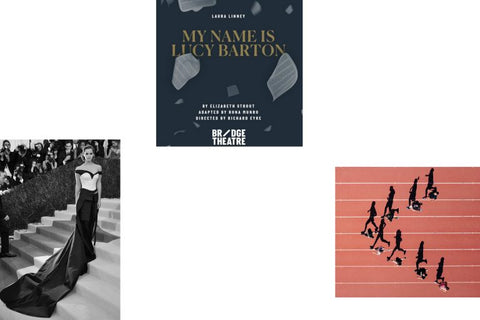 LAURA LINNEY
MY NAME IS
LUCY BARTON
BY ELIZABETH STROUT
ADAPTED BY RONA MUNRO
DIRECTED BY RICHARD EYRE
BRIDGE
THEATRE